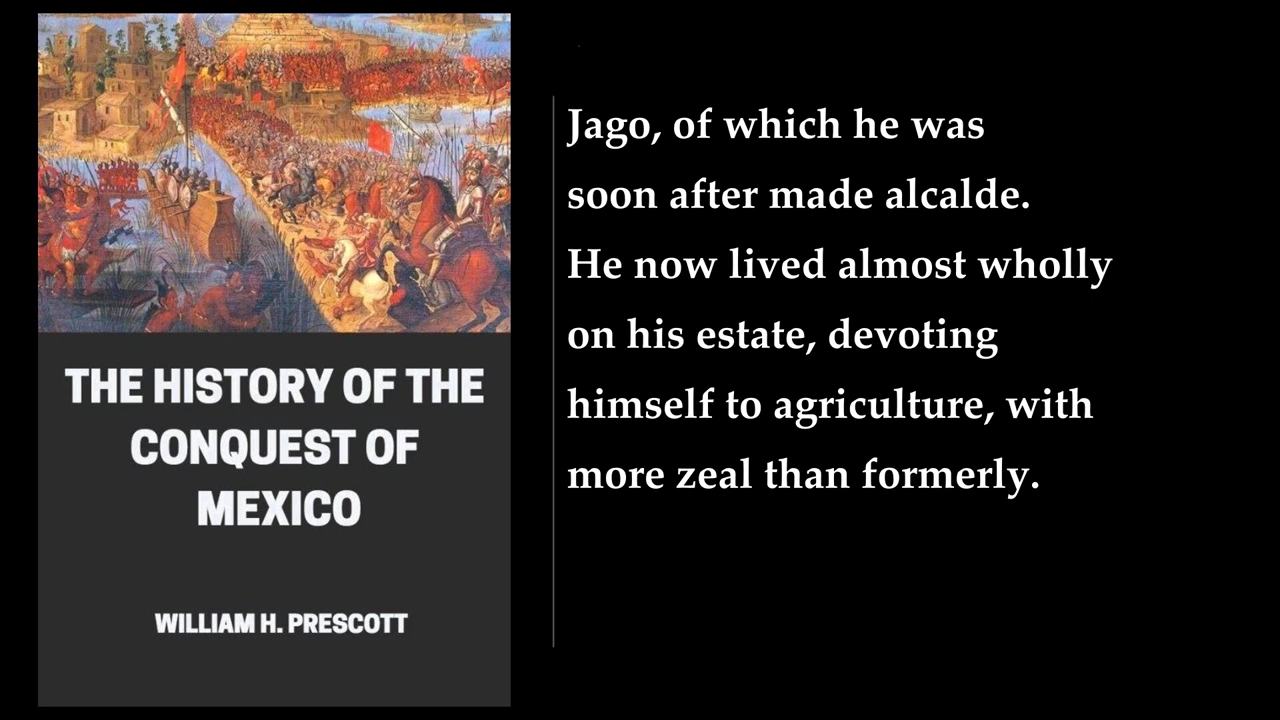 THE HISTORY OF THE
CONQUEST OF
MEXICO
WILLIAM H. PRESCOTT
Jago, of which he was
soon after made alcalde.
He now lived almost wholly
on his estate, devoting
himself to agriculture, with
more zeal than formerly.